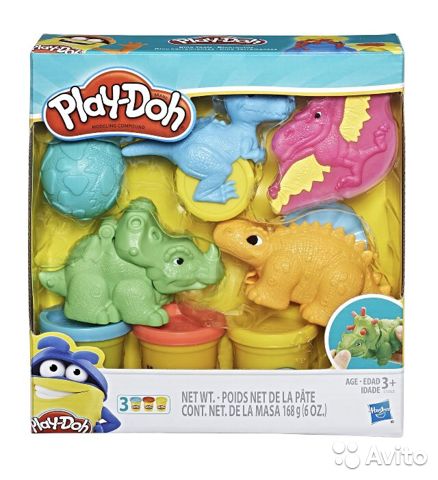 Play-Doh
MODELING COMPOUND
Play-Doh
3
NET WT. - POIDS NET DE LA PÂTE
CONT. NET. DE LA MASA 168 g (6 OZ.)
AGE - EDAD 3+
IDADE
Hasbro
Avito